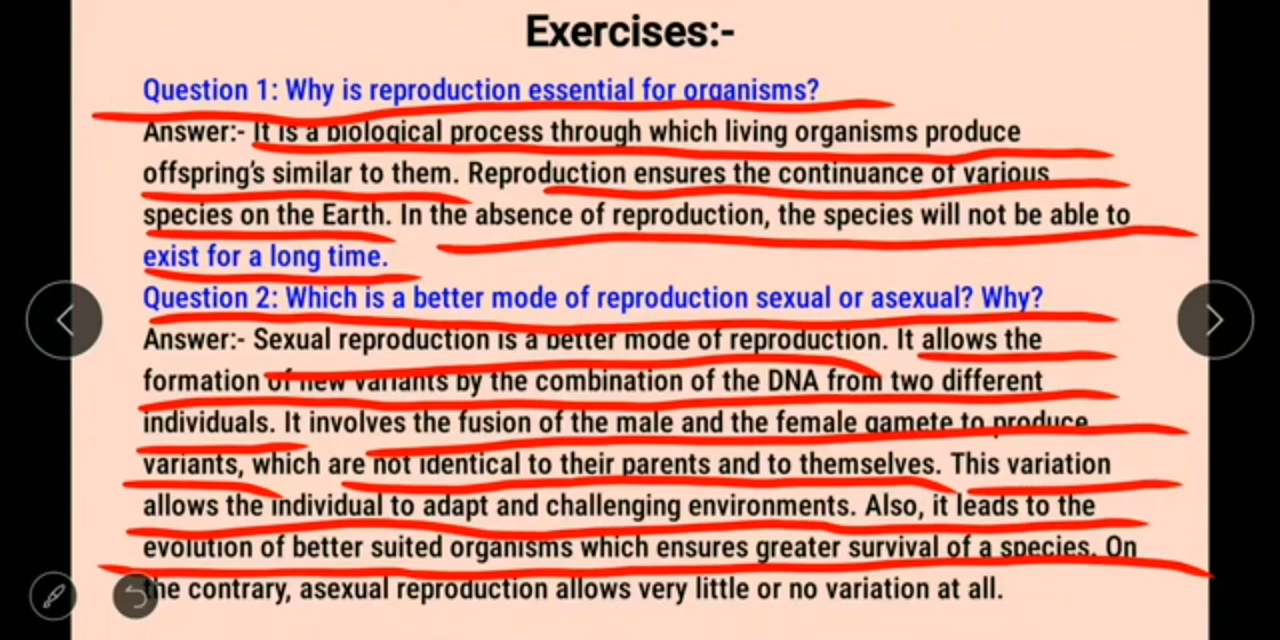 Exercises:-
Question 1: Why is reproduction essential for organisms?
Answer:- It is a biological process through which living organisms produce
offspring's similar to them. Reproduction ensures the continuance of various
species on the Earth. In the absence of reproduction, the species will not be able to
exist for a long time.
Question 2: Which is a better mode of reproduction sexual or asexual? Why?
Answer:- Sexual reproduction is a better mode of reproduction. It allows the
formation of new variants by the combination of the DNA from two different
individuals. It involves the fusion of the male and the female gamete to produce
variants, which are not identical to their parents and to themselves. This variation
allows the individual to adapt and challenging environments. Also, it leads to the
evolution of better suited organisms which ensures greater survival of a species. On
the contrary, asexual reproduction allows very little or no variation at all.